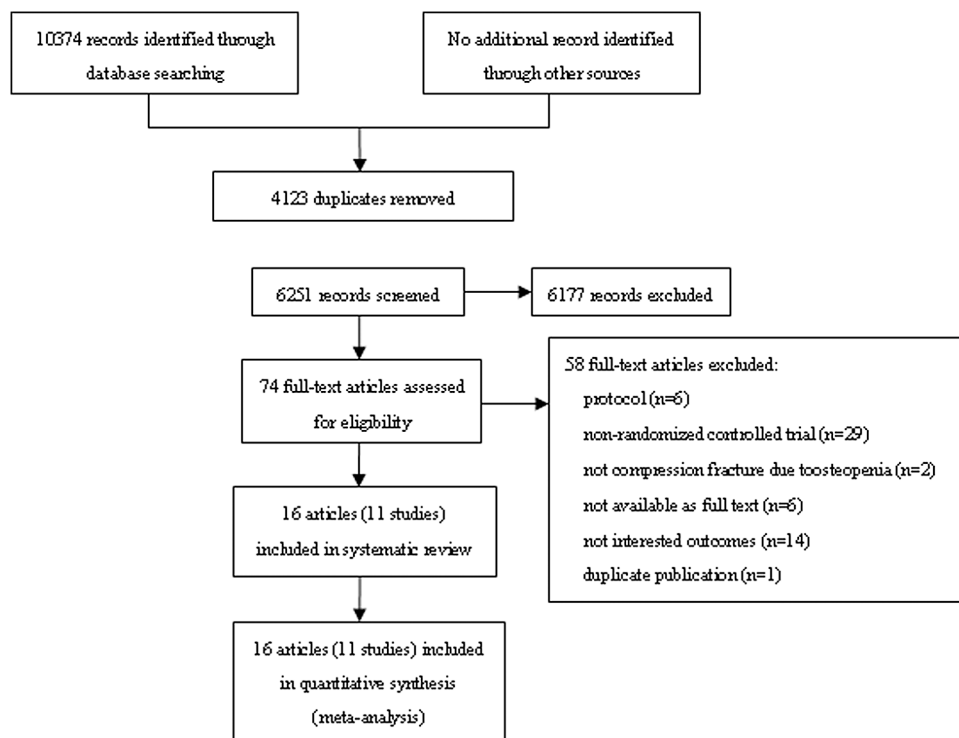 10374 records identified through
database searching
No additional record identified
through other sources
4123 duplicates removed
6251 records screened
6177 records excluded
74 full-text articles assessed
for eligibility
58 full-text articles excluded:
protocol (n=6)
non-randomized controlled trial (n=29)
not compression fracture due toosteopenia (n=2)
not available as full text (n=6)
not interested outcomes (n=14)
duplicate publication (n=1)
16 articles (11 studies)
included in systematic review
16 articles (11 studies) included
in quantitative synthesis
(meta-analysis)